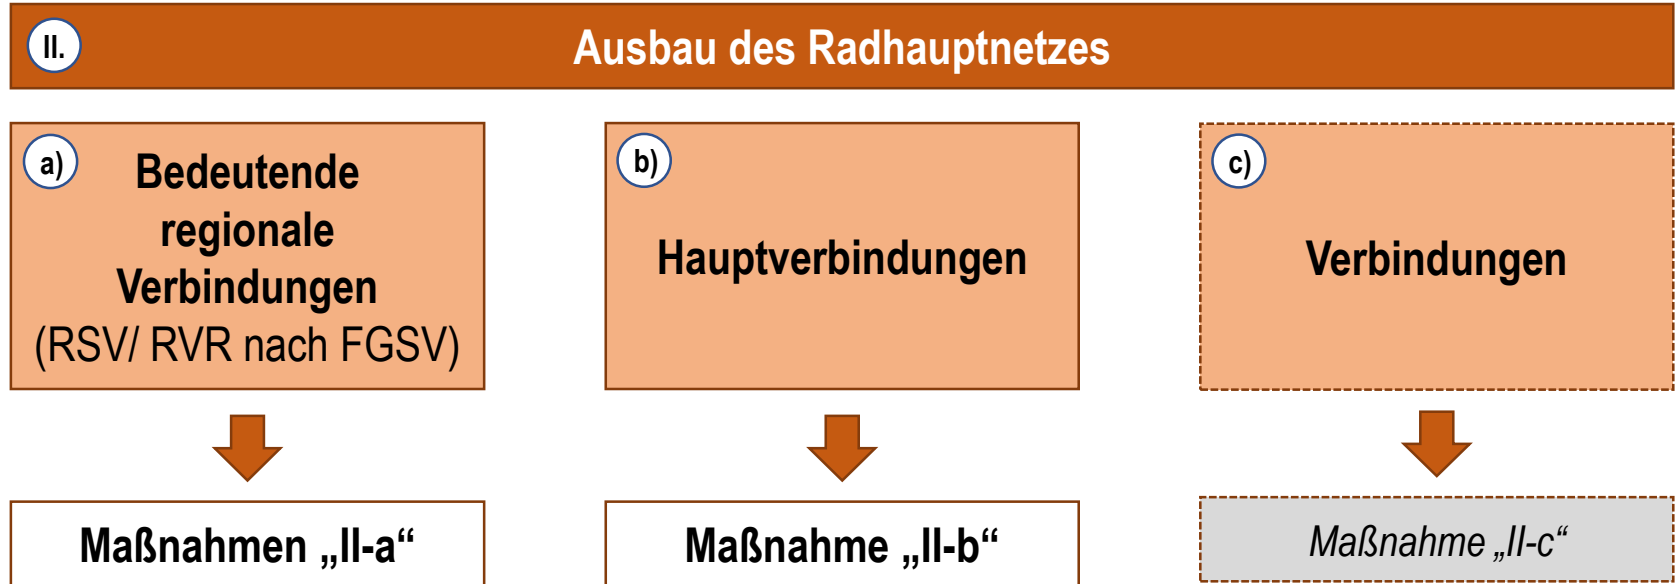 II.
Ausbau des Radhauptnetzes
a)
Bedeutende
regionale
Verbindungen
(RSV/ RVR nach FGSV)
b)
Hauptverbindungen
c)
Verbindungen
Maßnahmen „II-a“
Maßnahme „II-b“
Maßnahme „II-c“